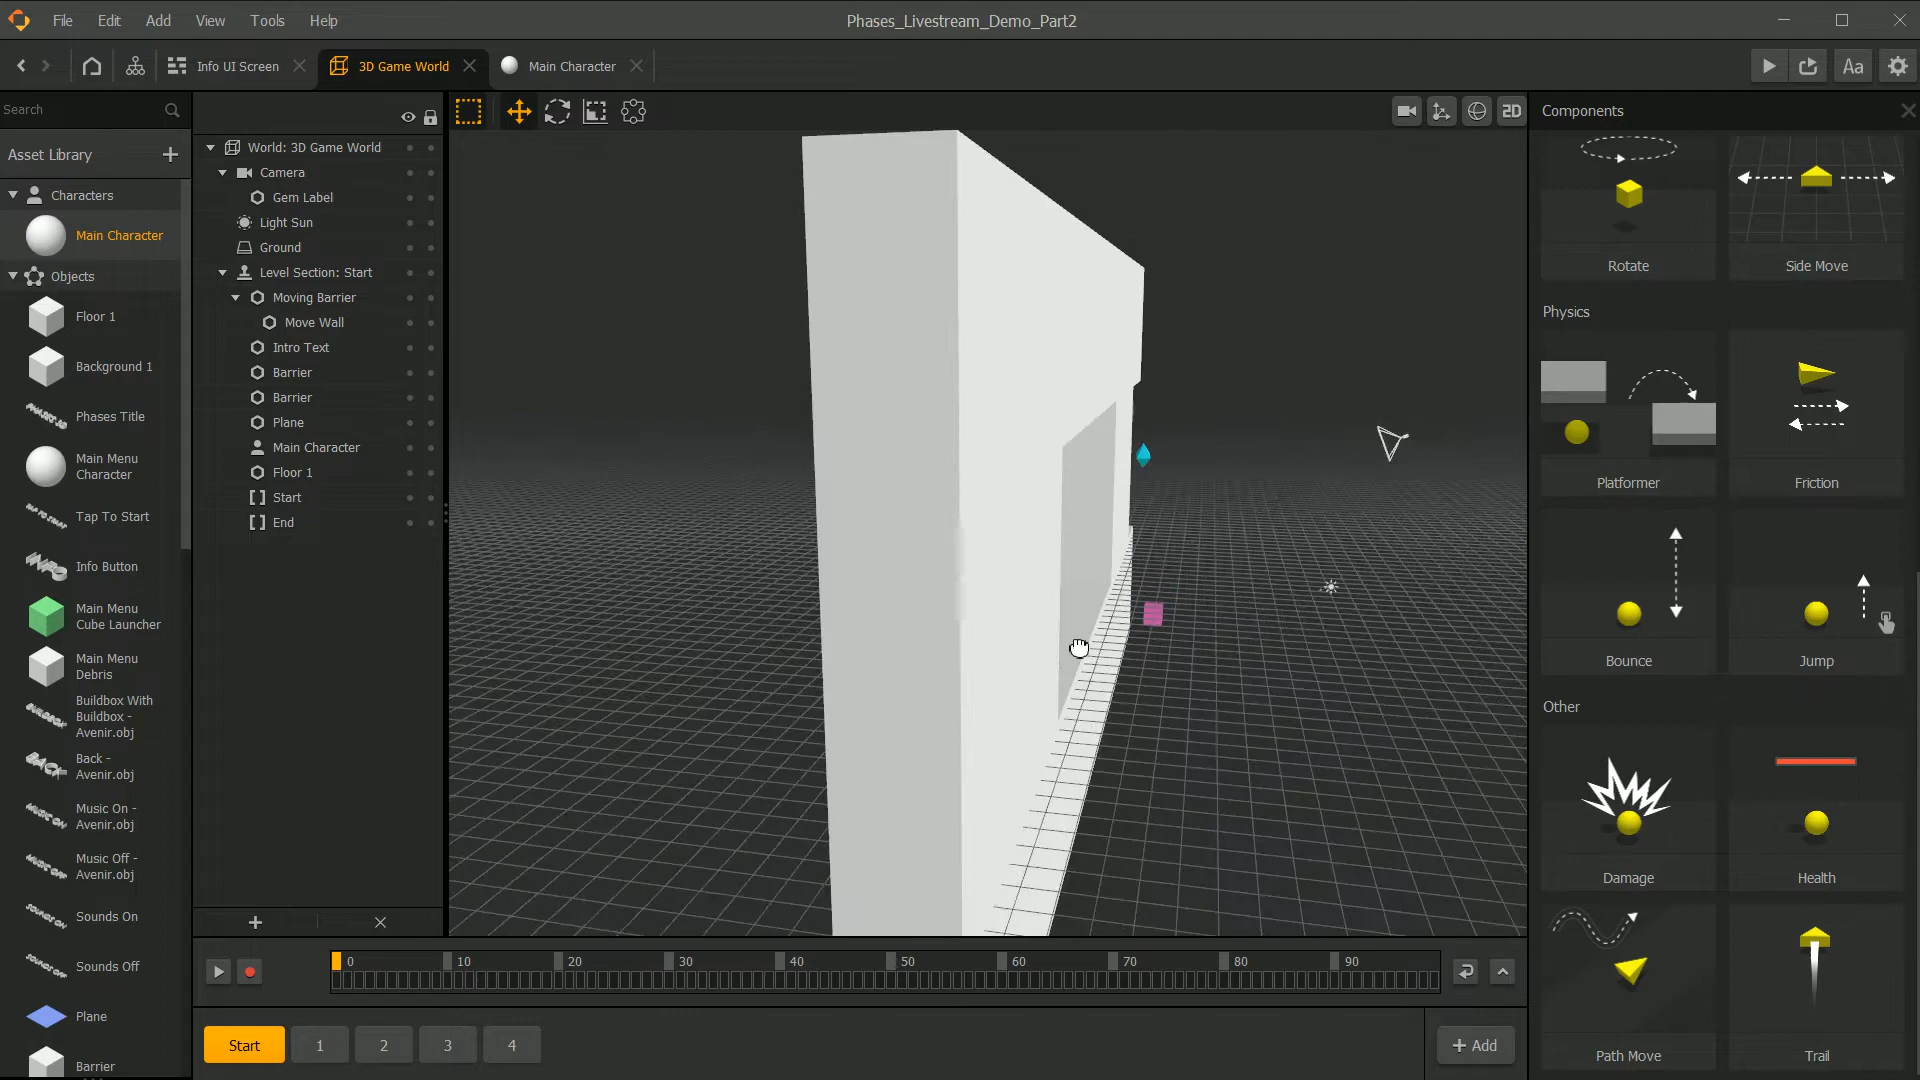 File Edit View Tools Help
Phases_Livestream_Demo_Part2
Info UI Screen
3D Game World
Main Character
Aa
Search
Asset Library
Characters
Main Character
Objects
Floor 1
Background 1
Phases Title
Main Menu
Character
Tap To Start
Info Button
Main Menu
Cube Launcher
Main Menu
Debris
Buildbox With
Buildbox -
Avenir.obj
Back -
Avenir.obj
Music On -
Avenir.obj
Music Off -
Avenir.obj
Sounds On
Sounds Off
Plane
Barrier
World: 3D Game World
Camera
Gem Label
Light Sun
Ground
Level Section: Start
Moving Barrier
Move Wall
Intro Text
Barrier
Barrier
Plane
Main Character
Floor 1
Start
End
2D
Components
Rotate
Side Move
Physics
Platformer
Friction
Bounce
Jump
Other
Damage
Health
Path Move
Trail
0 10 20 30 40 50 60 70 80 90
Start 1 2 3 4
+ Add